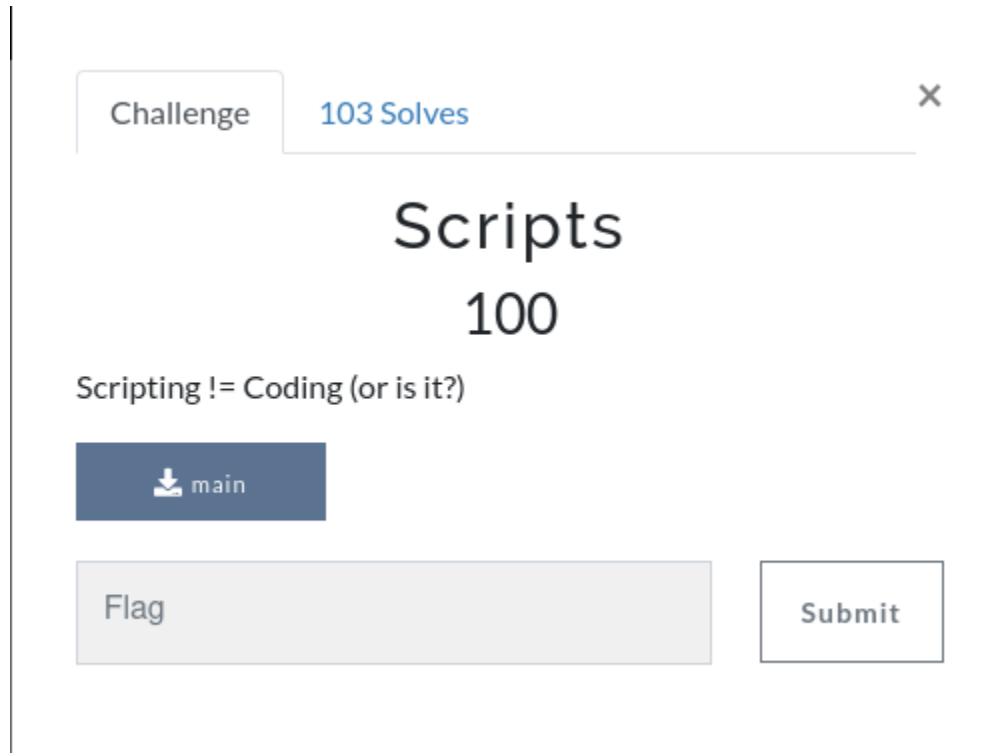 Challenge 103 Solves ×
Scripts
100
Scripting != Coding (or is it?)
main
Flag Submit